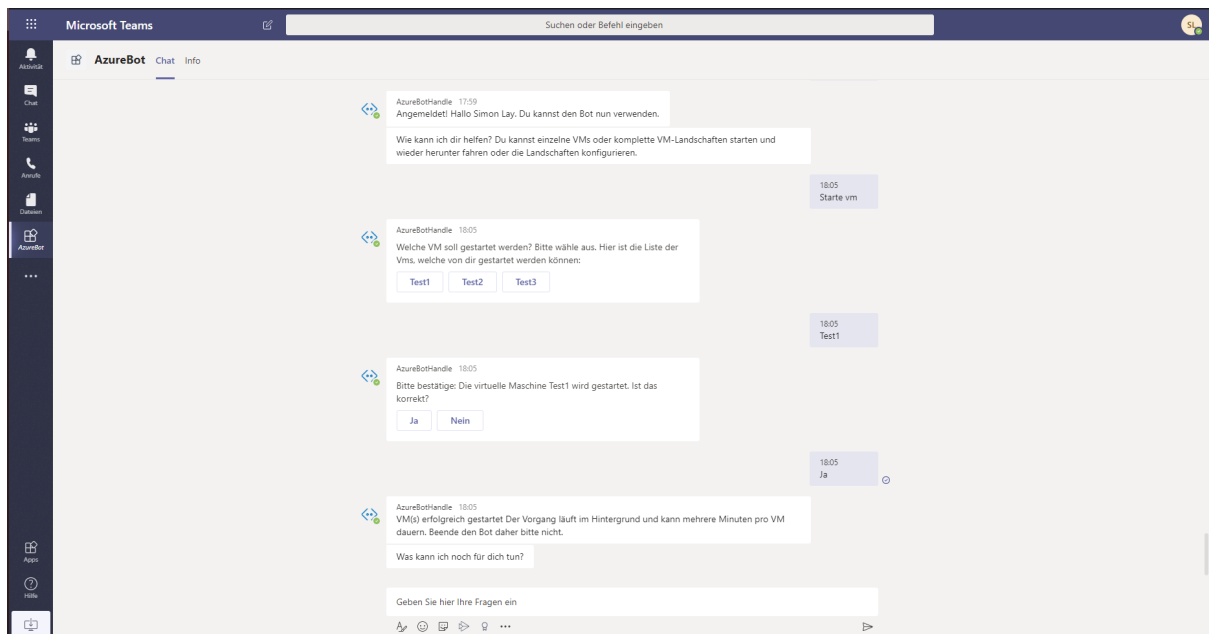 Microsoft Teams
Suchen oder Befehl eingeben
SL
Aktivität
Chat
Teams
Anrufe
Dateien
AzureBot
Apps
Hilfe
AzureBot Chat Info
AzureBotHandle 17:59
Angemeldet! Hallo Simon Lay. Du kannst den Bot nun verwenden.
Wie kann ich dir helfen? Du kannst einzelne VMs oder komplette VM-Landschaften starten und
wieder herunter fahren oder die Landschaften konfigurieren.
18:05
Starte vm
AzureBotHandle 18:05
Welche VM soll gestartet werden? Bitte wähle aus. Hier ist die Liste der
Vms, welche von dir gestartet werden können:
Test1 Test2 Test3
18:05
Test1
AzureBotHandle 18:05
Bitte bestätige: Die virtuelle Maschine Test1 wird gestartet. Ist das
korrekt?
Ja Nein
18:05
Ja
AzureBotHandle 18:05
VM(s) erfolgreich gestartet Der Vorgang läuft im Hintergrund und kann mehrere Minuten pro VM
dauern. Beende den Bot daher bitte nicht.
Was kann ich noch für dich tun?
Geben Sie hier Ihre Fragen ein